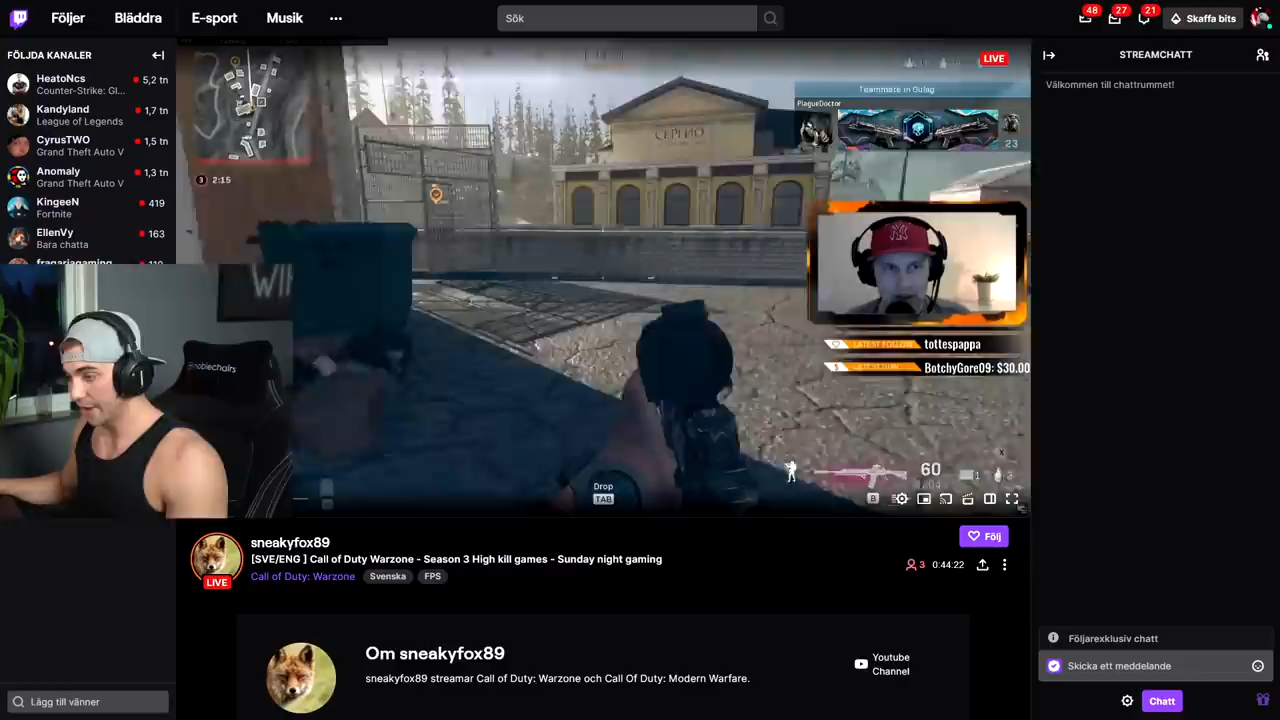 Följer
Bläddra
E-sport
Musik
Sök
48
27
21
Skaffa bits
FÖLJDA KANALER
HeatoNcs
Counter-Strike: Gl...
5,2 tn
Kandyland
League of Legends
1,7 tn
CyrusTWO
Grand Theft Auto V
1,5 tn
Anomaly
Grand Theft Auto V
1,3 tn
KingeeN
Fortnite
419
EllenVy
Bara chatta
163
fragariagaming
Lägg till vänner
LIVE
Teammate in Gulag
PlagueDoctor
23
3
2:15
noblechairs
LATEST FOLLOW
tottespappa
BotchyGore09: $30.00
60
Drop
TAB
B
sneakyfox89
[SVE/ENG ] Call of Duty Warzone - Season 3 High kill games - Sunday night gaming
Call of Duty: Warzone
Svenska
FPS
LIVE
Följ
3
0:44:22
Om sneakyfox89
sneakyfox89 streamar Call of Duty: Warzone och Call Of Duty: Modern Warfare.
Youtube
Channel
STREAMCHATT
Välkommen till chattrummet!
Följarexklusiv chatt
Skicka ett meddelande
Chatt